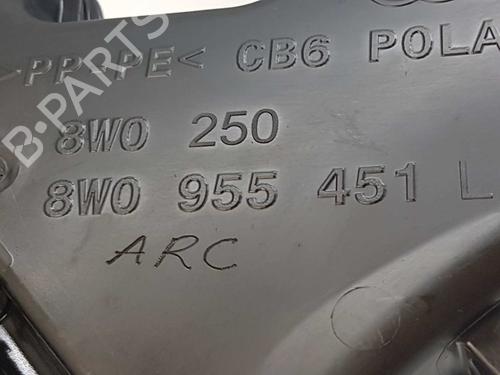 >PP+PE< CB6 POLA
8W0 250
8W0 955 451 L
ARC
B-PARTS